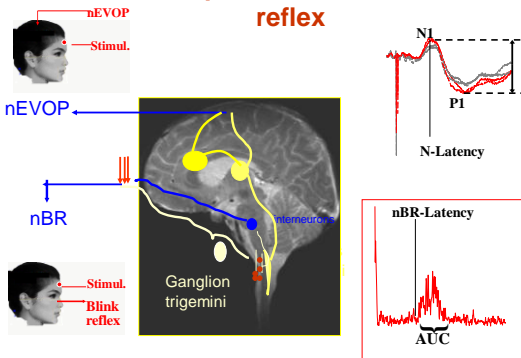 reflex
nEVOP
Stimul.
nEVOP
nBR
interneurons
Ganglion
trigemini
Stimul.
Blink
reflex
N1
P1
N-Latency
nBR-Latency
AUC